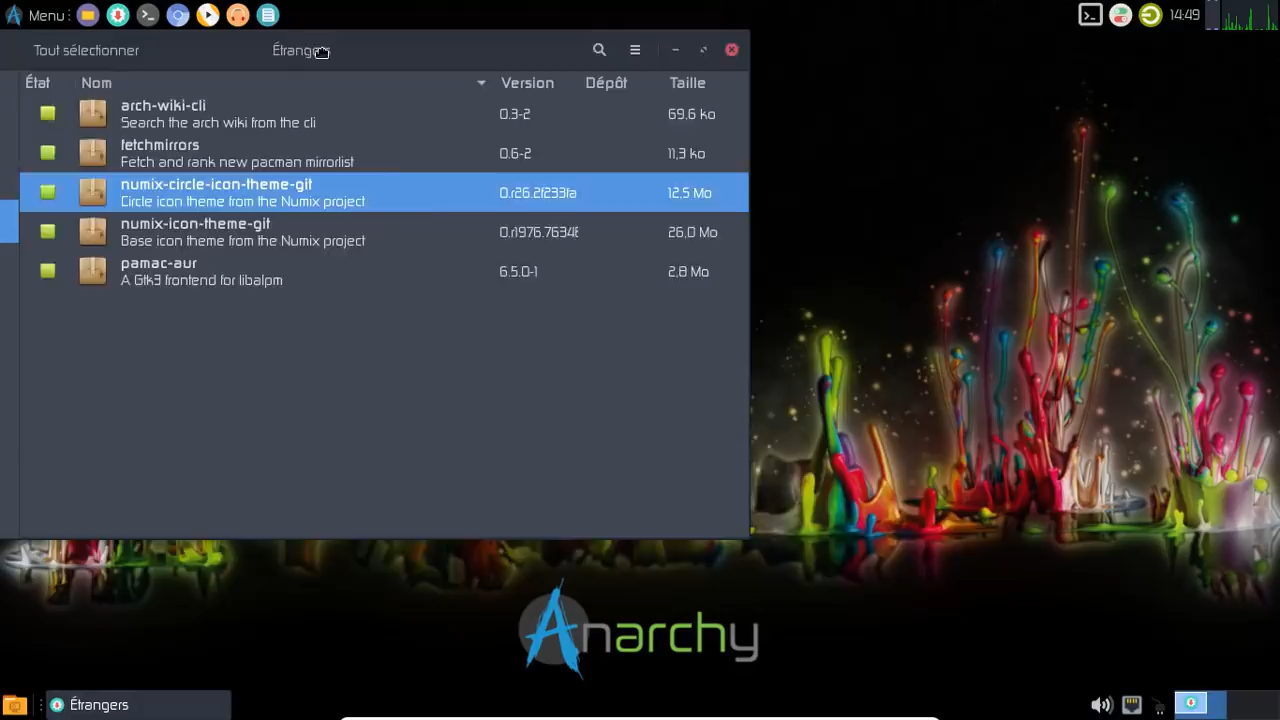 Menu :
14:49
Tout sélectionner
Étrangers
État Nom Version Dépôt Taille
arch-wiki-cli
Search the arch wiki from the cli
0.3-2 69,6 ko
fetchmirrors
Fetch and rank new pacman mirrorlist
0.6-2 11,3 ko
numix-circle-icon-theme-git
Circle icon theme from the Numix project
0.r26.2f233fa 12,5 Mo
numix-icon-theme-git
Base icon theme from the Numix project
26,0 Mo
pamac-aur
A Gtk3 frontend for libalpm
6.5.0-1 2,8 Mo
Anarchy
Étrangers